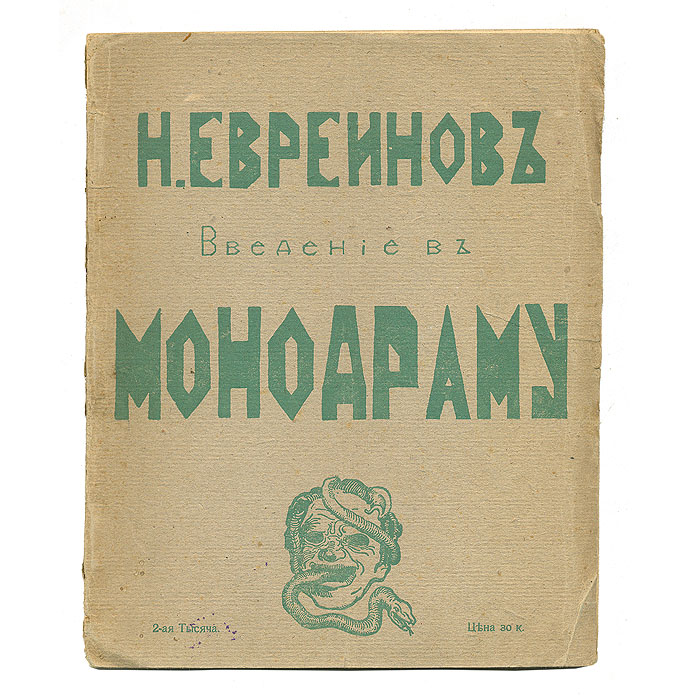 Н. ЕВРЕИНОВЪ
Введеніе въ
МОНОДРАМУ
2-ая Тысяча.
Цѣна 30 к.